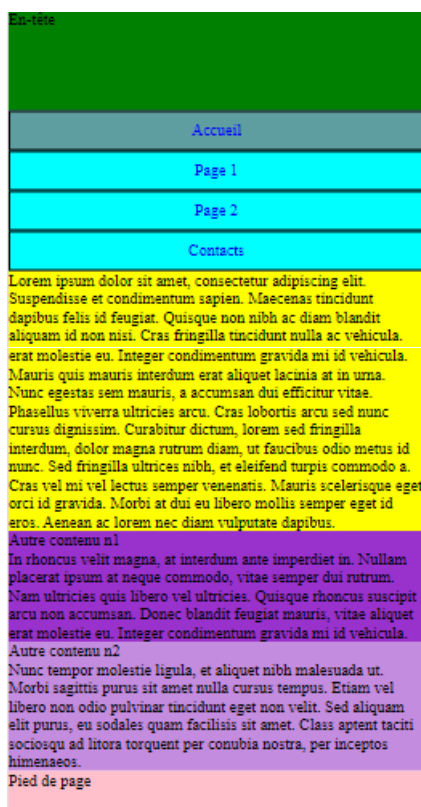 En-tête
Accueil
Page 1
Page 2
Contacts
Lorem ipsum dolor sit amet, consectetur adipiscing elit.
Suspendisse et condimentum sapien. Maecenas tincidunt
dapibus felis id feugiat. Quisque non nibh ac diam blandit
aliquam id non nisi. Cras fringilla tincidunt nulla ac vehicula.
erat molestie eu. Integer condimentum gravida mi id vehicula.
Mauris quis mauris interdum erat aliquet lacinia at in urna.
Nunc egestas sem mauris, a accumsan dui efficitur vitae.
Phasellus viverra ultricies arcu. Cras lobortis arcu sed nunc
cursus dignissim. Curabitur dictum, lorem sed fringilla
interdum, dolor magna rutrum diam, ut faucibus odio metus id
nunc. Sed fringilla ultrices nibh, et eleifend turpis commodo a.
Cras vel mi vel lectus semper venenatis. Mauris scelerisque eget
orci id gravida. Morbi at dui eu libero mollis semper eget id
eros. Aenean ac lorem nec diam vulputate dapibus.
Autre contenu n1
In rhoncus velit magna, at interdum ante imperdiet in. Nullam
placerat ipsum at neque commodo, vitae semper dui rutrum.
Nam ultricies quis libero vel ultricies. Quisque rhoncus suscipit
arcu non accumsan. Donec blandit feugiat mauris, vitae aliquet
erat molestie eu. Integer condimentum gravida mi id vehicula.
Autre contenu n2
Nunc tempor molestie ligula, et aliquet nibh malesuada ut.
Morbi sagittis purus sit amet nulla cursus tempus. Etiam vel
libero non odio pulvinar tincidunt eget non velit. Sed aliquam
elit purus, eu sodales quam facilisis sit amet. Class aptent taciti
sociosqu ad litora torquent per conubia nostra, per inceptos
himenaeos.
Pied de page